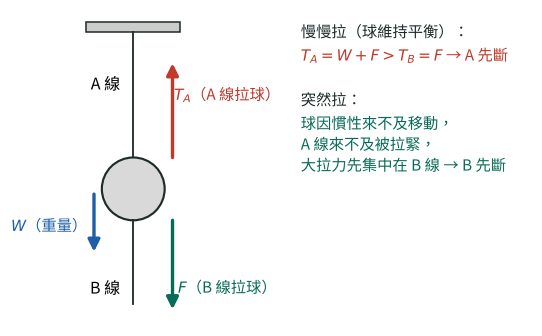 A 線
T_A（A 線拉球）
W（重量）
B 線
F（B 線拉球）
慢慢拉（球維持平衡）：
T_A = W + F > T_B = F → A 先斷
突然拉：
球因慣性來不及移動，
A 線來不及被拉緊，
大拉力先集中在 B 線 → B 先斷